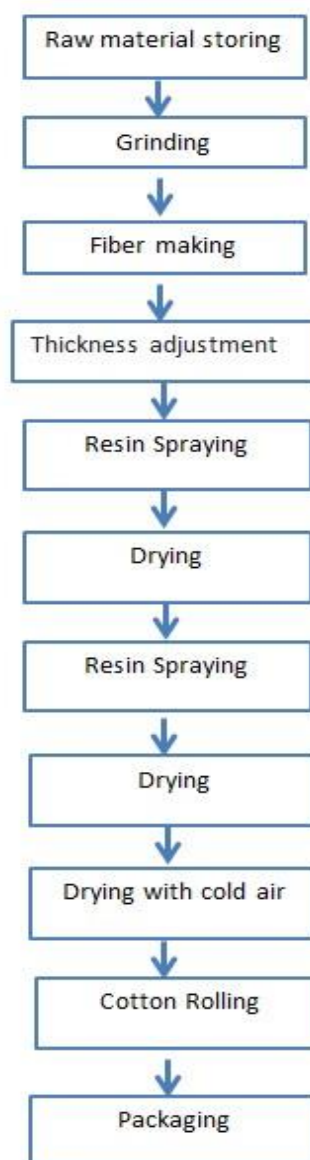 Raw material storing
Grinding
Fiber making
Thickness adjustment
Resin Spraying
Drying
Resin Spraying
Drying
Drying with cold air
Cotton Rolling
Packaging